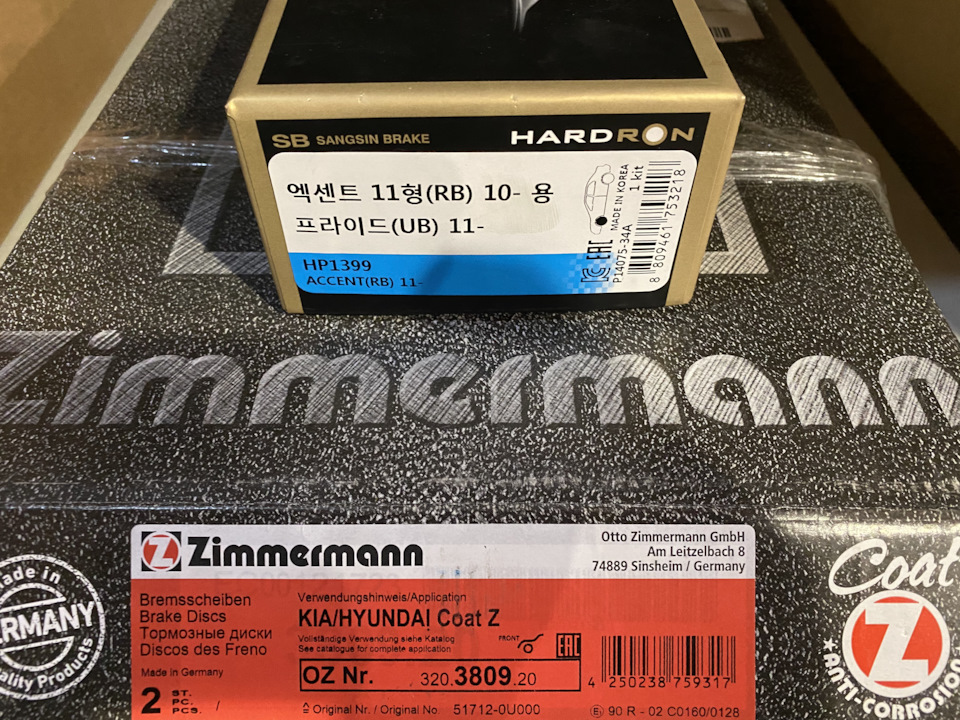 SB SANGSIN BRAKE
HARDRON
엑센트 11형(RB) 10- 용
프라이드(UB) 11-
HP1399
ACCENT(RB) 11-
EAC
P14075-34A
MADE IN KOREA
1 kit
8 809461 753218
Zimmermann
Zimmermann
Otto Zimmermann GmbH
Am Leitzelbach 8
74889 Sinsheim / Germany
Bremsscheiben
Brake Discs
Тормозные диски
Discos des Freno
Made in Germany
2 ST. PC. PCS. /
Verwendungshinweis/Application
KIA/HYUNDAI Coat Z
Vollständige Verwendung siehe Katalog
See catalogue for complete application
FRONT
EAC
OZ Nr. 320.3809.20
≙ Original Nr. / Original No. 51712-0U000
4 250238 759317
E1 90 R - 02 C0160/0128
Made in
GERMANY
Quality Products
Coat
Z
ANTI-CORROSION